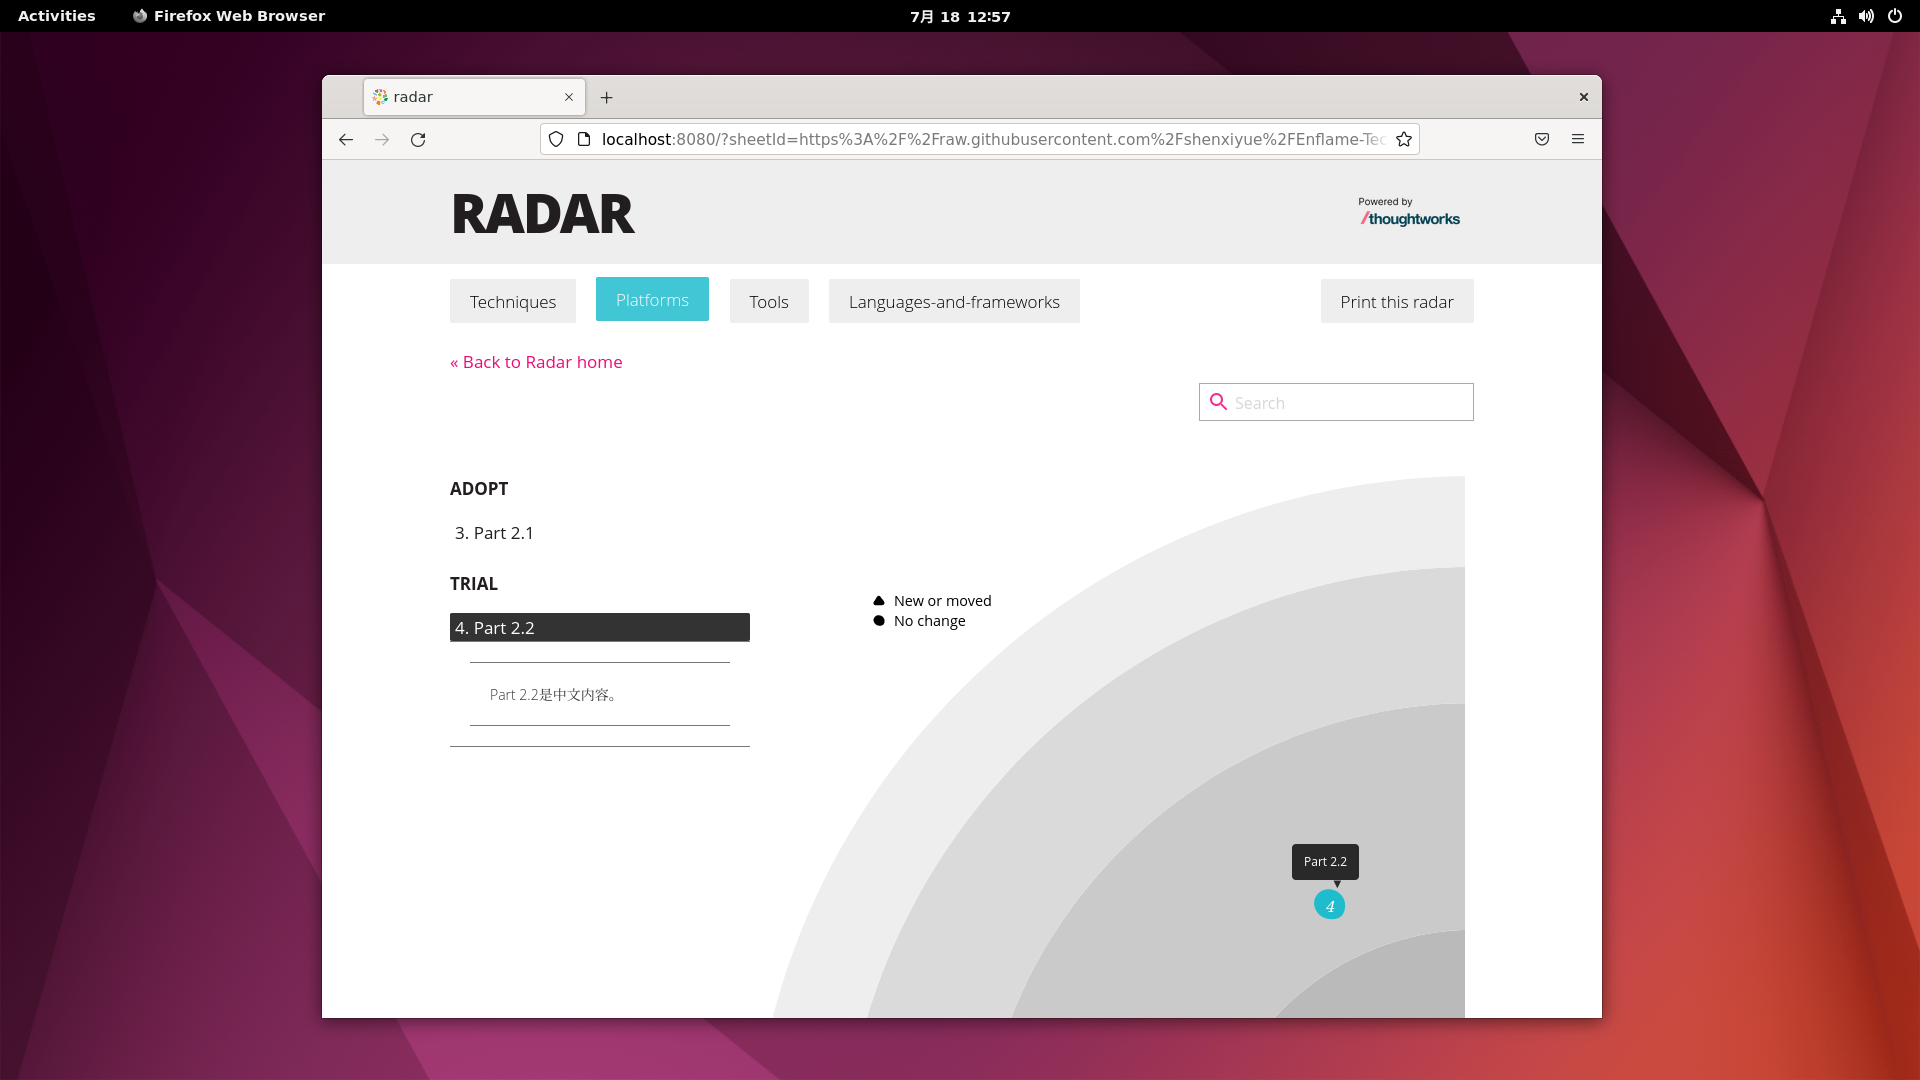 Activities
Firefox Web Browser
7月 18 12:57
radar
localhost:8080/?sheetId=https%3A%2F%2Fraw.githubusercontent.com%2Fshenxiyue%2FEnflame-Tec
RADAR
Powered by
/thoughtworks
Techniques
Platforms
Tools
Languages-and-frameworks
Print this radar
« Back to Radar home
Search
ADOPT
3. Part 2.1
TRIAL
4. Part 2.2
Part 2.2是中文内容。
New or moved
No change
Part 2.2
4